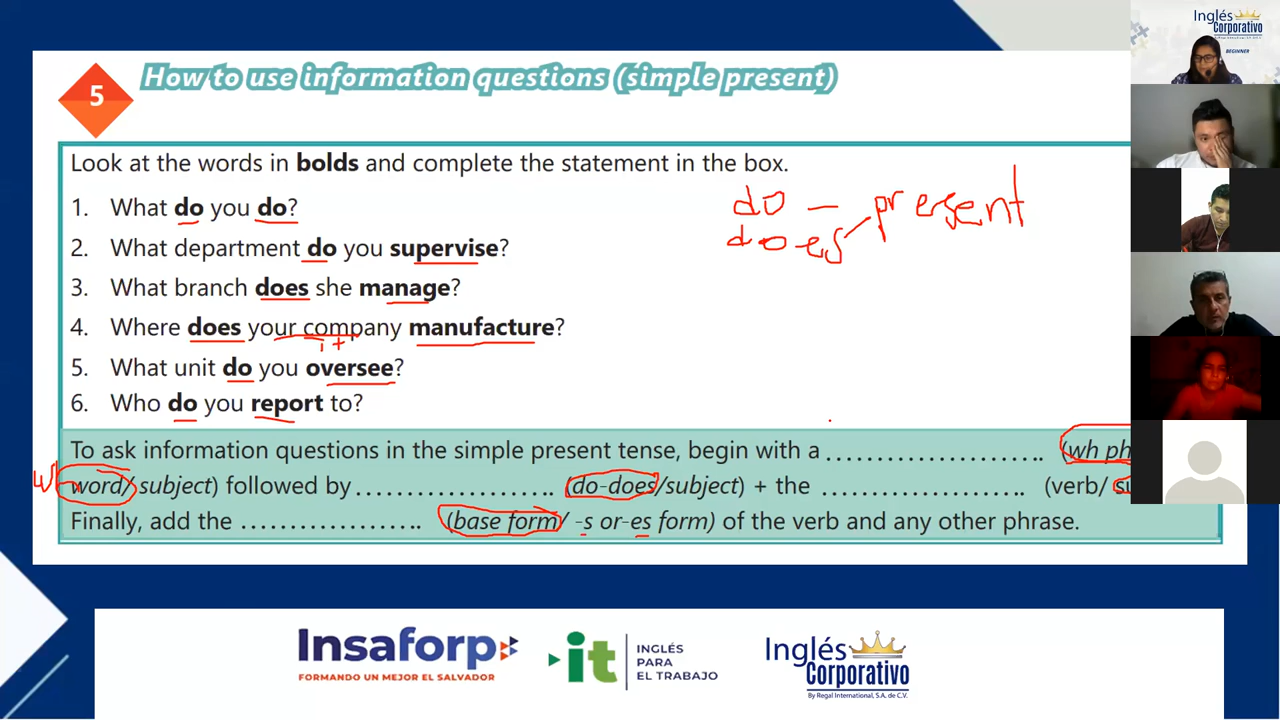 Inglés
Corporativo
BEGINNER
5
How to use information questions (simple present)
Look at the words in bolds and complete the statement in the box.
1. What do you do?
2. What department do you supervise?
3. What branch does she manage?
4. Where does your company manufacture?
it
5. What unit do you oversee?
6. Who do you report to?
do – present
does
To ask information questions in the simple present tense, begin with a ........................ (wh ph
wh
word/ subject) followed by ...................... (do-does/subject) + the ....................... (verb/ su
Finally, add the .................... (base form/ -s or-es form) of the verb and any other phrase.
Insaforp
FORMANDO UN MEJOR EL SALVADOR
it
INGLÉS
PARA
EL TRABAJO
Inglés
Corporativo
By Regal International, S.A. de C.V.